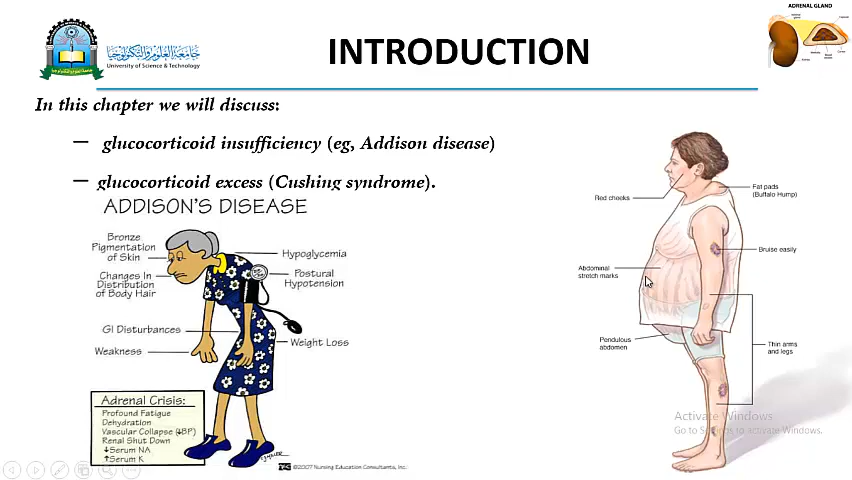 ADRENAL GLAND
جامعة العلوم والتكنولوجيا
University of Science & Technology
INTRODUCTION
In this chapter we will discuss:
— glucocorticoid insufficiency (eg, Addison disease)
— glucocorticoid excess (Cushing syndrome).
ADDISON'S DISEASE
Bronze
Pigmentation
of Skin
Changes In
Distribution
of Body Hair
GI Disturbances
Weakness
Hypoglycemia
Postural
Hypotension
Weight Loss
Adrenal Crisis:
Profound Fatigue
Dehydration
Vascular Collapse (↓BP)
Renal Shut Down
↓Serum NA
↑Serum K
©2007 Nursing Education Consultants, Inc.
Red cheeks
Fat pads
(Buffalo Hump)
Bruise easily
Abdominal
stretch marks
Pendulous
abdomen
Thin arms
and legs
Activate Windows
Go to Settings to activate Windows.